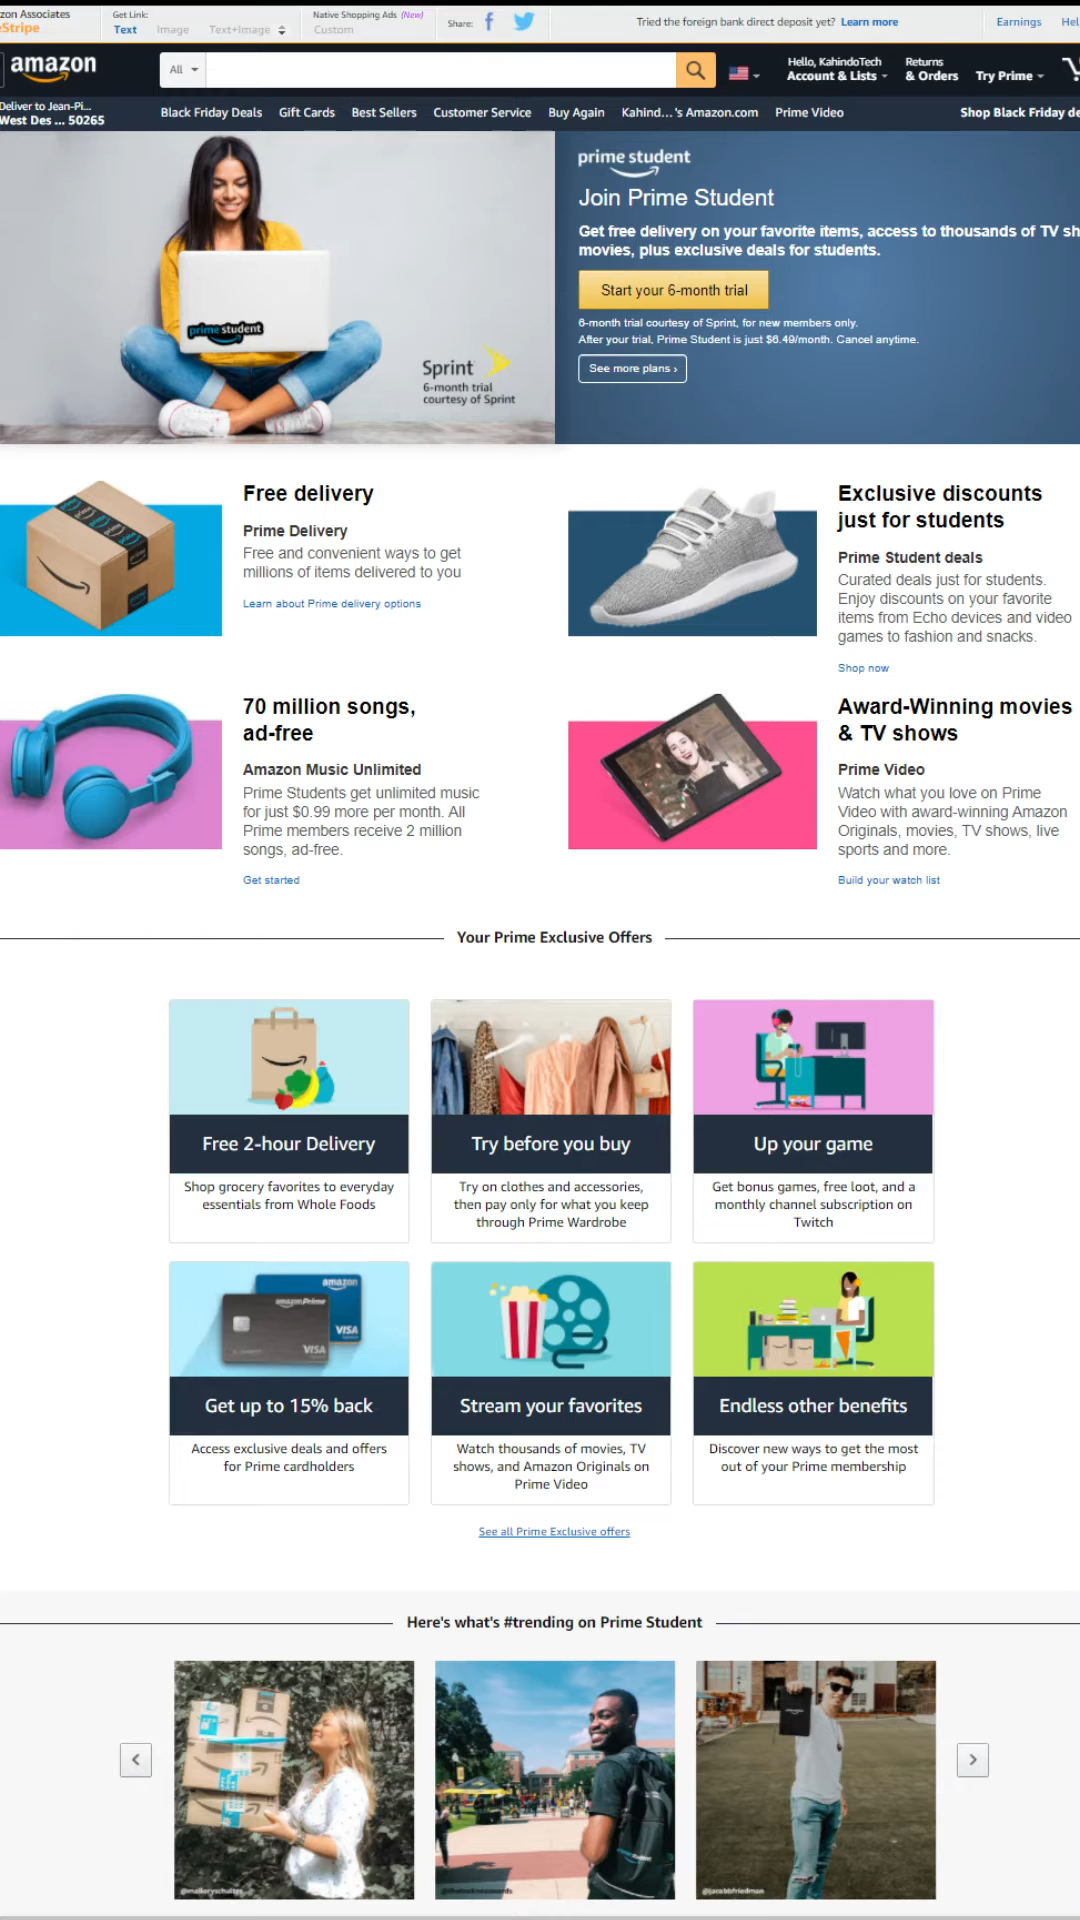 zon Associates
eStripe
Get Link:
Text Image Text+Image
Native Shopping Ads (New)
Custom
Share:
Tried the foreign bank direct deposit yet? Learn more
Earnings
Hel
amazon
All
Hello, KahindoTech
Account & Lists
Returns
& Orders
Try Prime
Deliver to Jean-Pi...
West Des ... 50265
Black Friday Deals Gift Cards Best Sellers Customer Service Buy Again Kahind... 's Amazon.com Prime Video
Shop Black Friday de
prime student
Sprint
6-month trial
courtesy of Sprint
prime student
Join Prime Student
Get free delivery on your favorite items, access to thousands of TV sh
movies, plus exclusive deals for students.
Start your 6-month trial
6-month trial courtesy of Sprint, for new members only.
After your trial, Prime Student is just $6.49/month. Cancel anytime.
See more plans ›
Free delivery
Prime Delivery
Free and convenient ways to get
millions of items delivered to you
Learn about Prime delivery options
Exclusive discounts
just for students
Prime Student deals
Curated deals just for students.
Enjoy discounts on your favorite
items from Echo devices and video
games to fashion and snacks.
Shop now
70 million songs,
ad-free
Amazon Music Unlimited
Prime Students get unlimited music
for just $0.99 more per month. All
Prime members receive 2 million
songs, ad-free.
Get started
Award-Winning movies
& TV shows
Prime Video
Watch what you love on Prime
Video with award-winning Amazon
Originals, movies, TV shows, live
sports and more.
Build your watch list
Your Prime Exclusive Offers
Free 2-hour Delivery
Shop grocery favorites to everyday
essentials from Whole Foods
Try before you buy
Try on clothes and accessories,
then pay only for what you keep
through Prime Wardrobe
Up your game
Get bonus games, free loot, and a
monthly channel subscription on
Twitch
amazon
amazonPrime
VISA
VISA
Get up to 15% back
Access exclusive deals and offers
for Prime cardholders
Stream your favorites
Watch thousands of movies, TV
shows, and Amazon Originals on
Prime Video
Endless other benefits
Discover new ways to get the most
out of your Prime membership
See all Prime Exclusive offers
Here's what's #trending on Prime Student
@malleryschultes
@jacobbfriedman